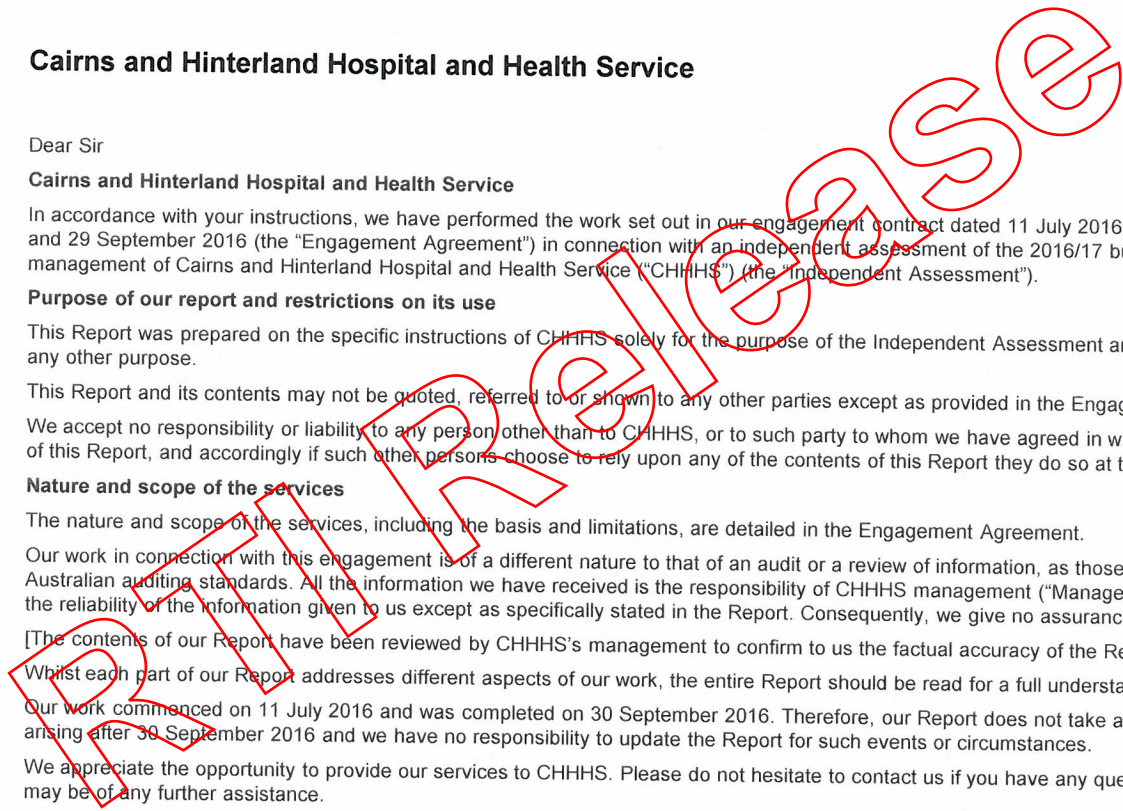 Cairns and Hinterland Hospital and Health Service
Dear Sir
Cairns and Hinterland Hospital and Health Service
In accordance with your instructions, we have performed the work set out in our engagement contract dated 11 July 2016
and 29 September 2016 (the “Engagement Agreement”) in connection with an independent assessment of the 2016/17
management of Cairns and Hinterland Hospital and Health Service (“CHHHS”) (the “Independent Assessment”).
Purpose of our report and restrictions on its use
This Report was prepared on the specific instructions of CHHHS solely for the purpose of the Independent Assessment
any other purpose.
This Report and its contents may not be quoted, referred to or shown to any other parties except as provided in the
We accept no responsibility or liability to any person other than to CHHHS, or to such party to whom we have agreed in
of this Report, and accordingly if such other persons choose to rely upon any of the contents of this Report they do so at
Nature and scope of the services
The nature and scope of the services, including the basis and limitations, are detailed in the Engagement Agreement.
Our work in connection with this engagement is of a different nature to that of an audit or a review of information, as those
Australian auditing standards. All the information we have received is the responsibility of CHHHS management
the reliability of the information given to us except as specifically stated in the Report. Consequently, we give no
[The contents of our Report have been reviewed by CHHHS’s management to confirm to us the factual accuracy of the
Whilst each part of our Report addresses different aspects of our work, the entire Report should be read for a full
Our work commenced on 11 July 2016 and was completed on 30 September 2016. Therefore, our Report does not take
arising after 30 September 2016 and we have no responsibility to update the Report for such events or circumstances.
We appreciate the opportunity to provide our services to CHHHS. Please do not hesitate to contact us if you have any
may be of any further assistance.
RTI Release